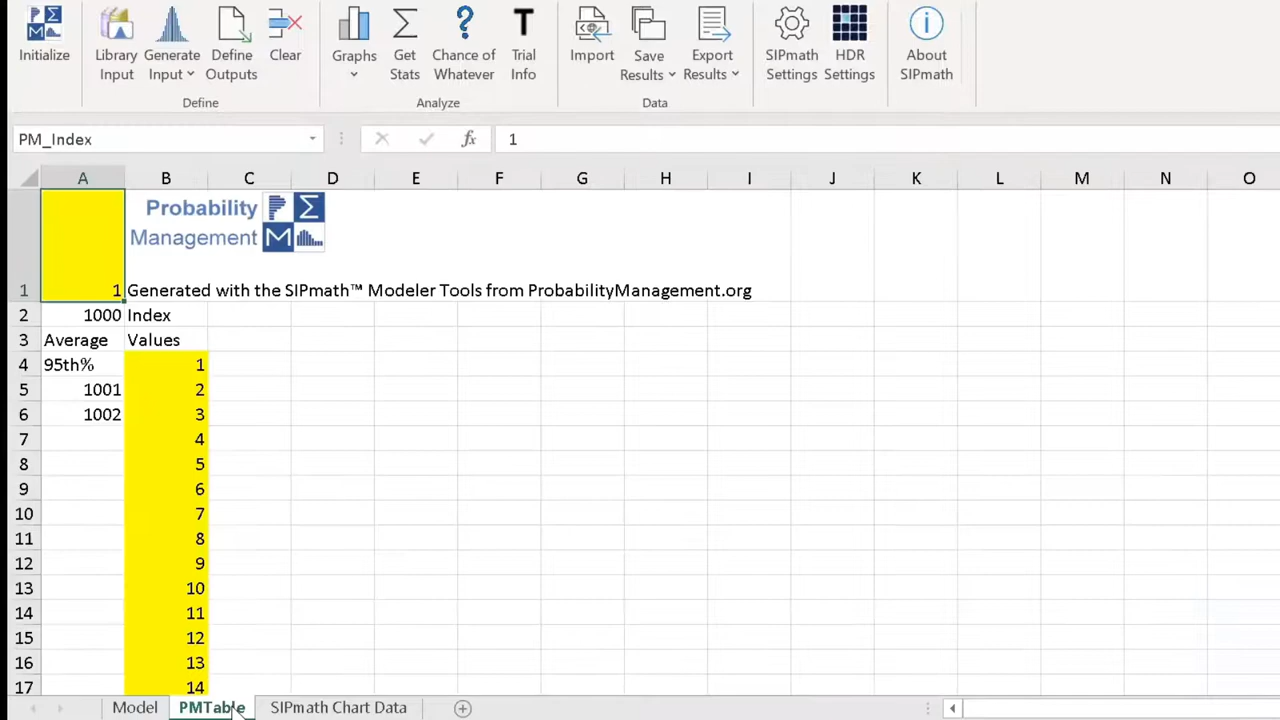 Initialize
Library Input
Generate Input
Define Outputs
Clear
Define
Graphs
Get Stats
Chance of Whatever
Trial Info
Analyze
Import
Save Results
Export Results
Data
SIPmath Settings
HDR Settings
About SIPmath
PM_Index
fx
1
A B C D E F G H I J K L M N O
Probability
Management
1 1 Generated with the SIPmath™ Modeler Tools from ProbabilityManagement.org
2 1000 Index
3 Average Values
4 95th% 1
5 1001 2
6 1002 3
7 4
8 5
9 6
10 7
11 8
12 9
13 10
14 11
15 12
16 13
17 14
Model PMTable SIPmath Chart Data